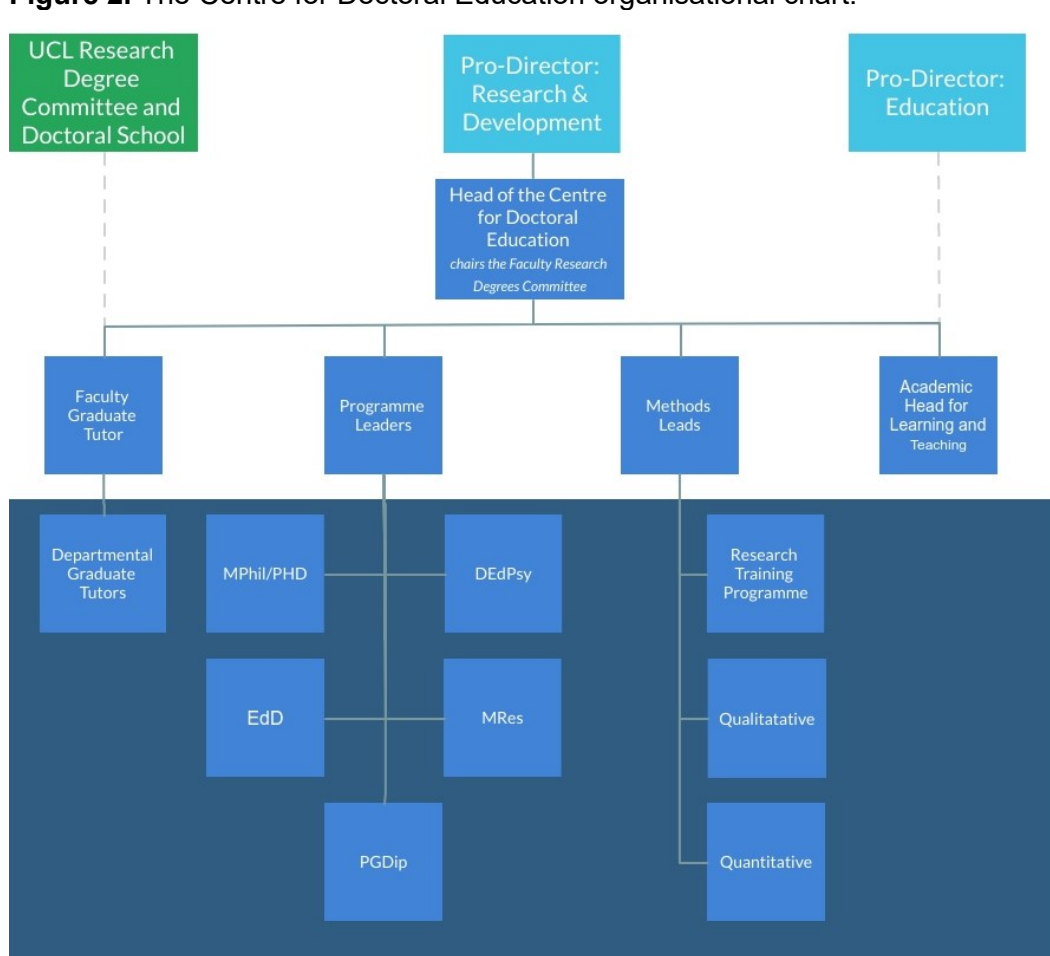 Figure 2. The Centre for Doctoral Education organisational chart.
UCL Research
Degree
Committee and
Doctoral School
Pro-Director:
Research &
Development
Pro-Director:
Education
Head of the Centre
for Doctoral
Education
chairs the Faculty Research
Degrees Committee
Faculty
Graduate
Tutor
Programme
Leaders
Methods
Leads
Academic
Head for
Learning and
Teaching
Departmental
Graduate
Tutors
MPhil/PHD
DEdPsy
Research
Training
Programme
EdD
MRes
Qualitatative
PGDip
Quantitative